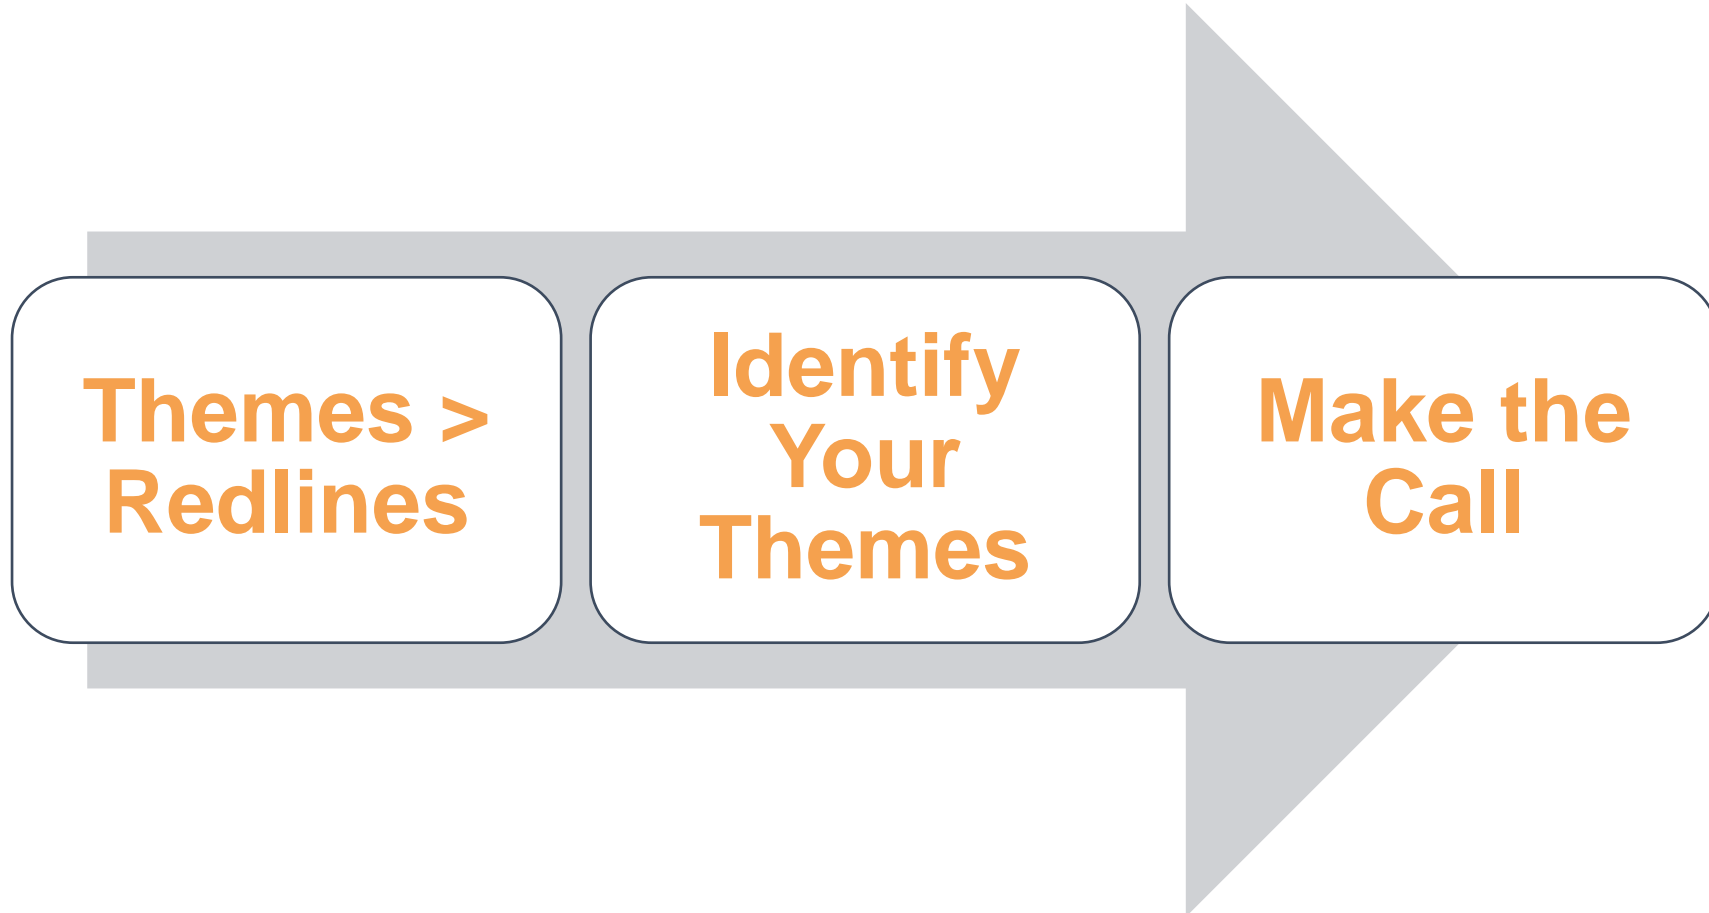 Themes >
Redlines
Identify
Your
Themes
Make the
Call